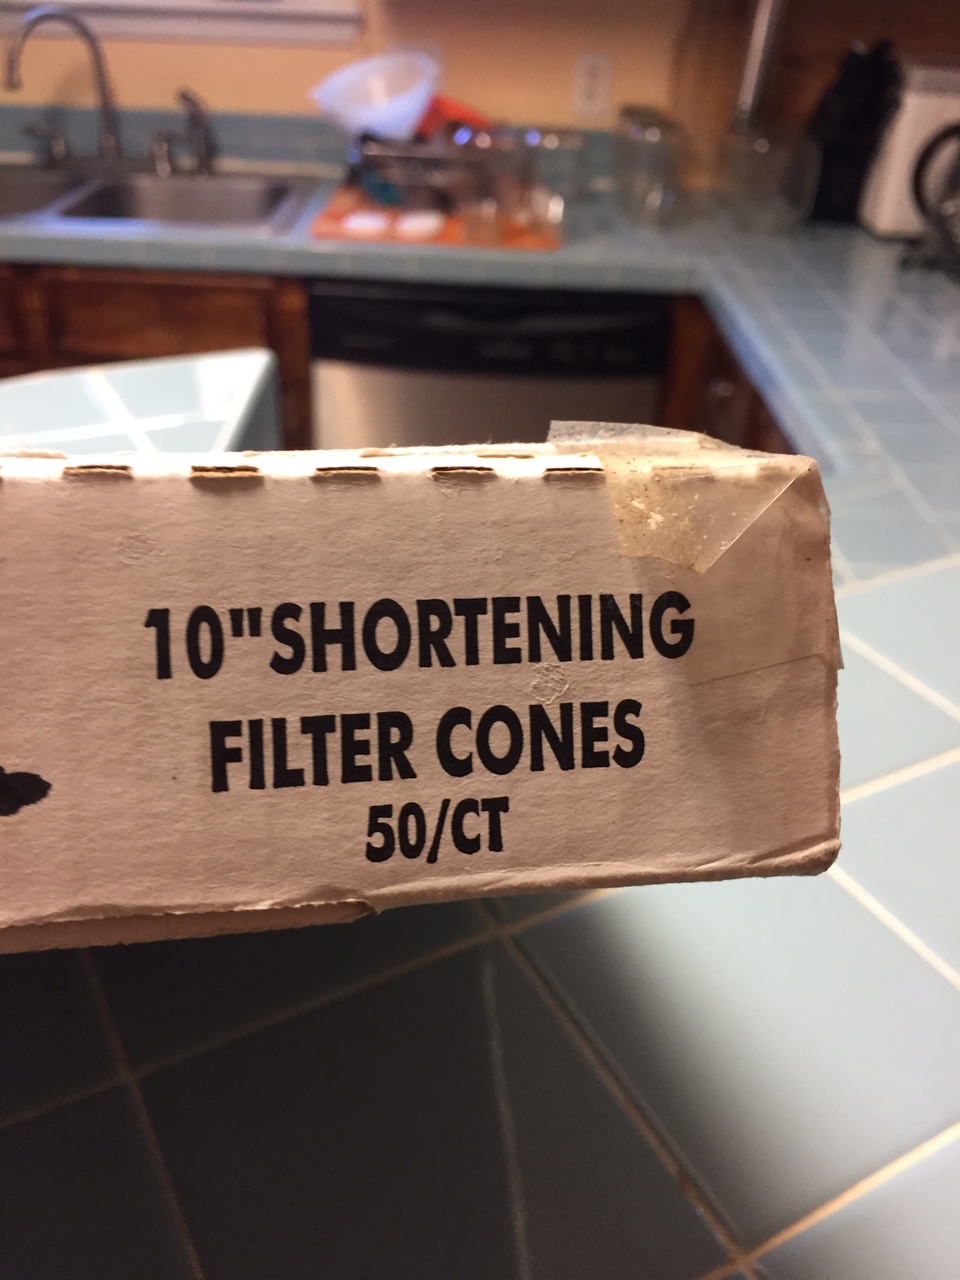 10"SHORTENING
FILTER CONES
50/CT